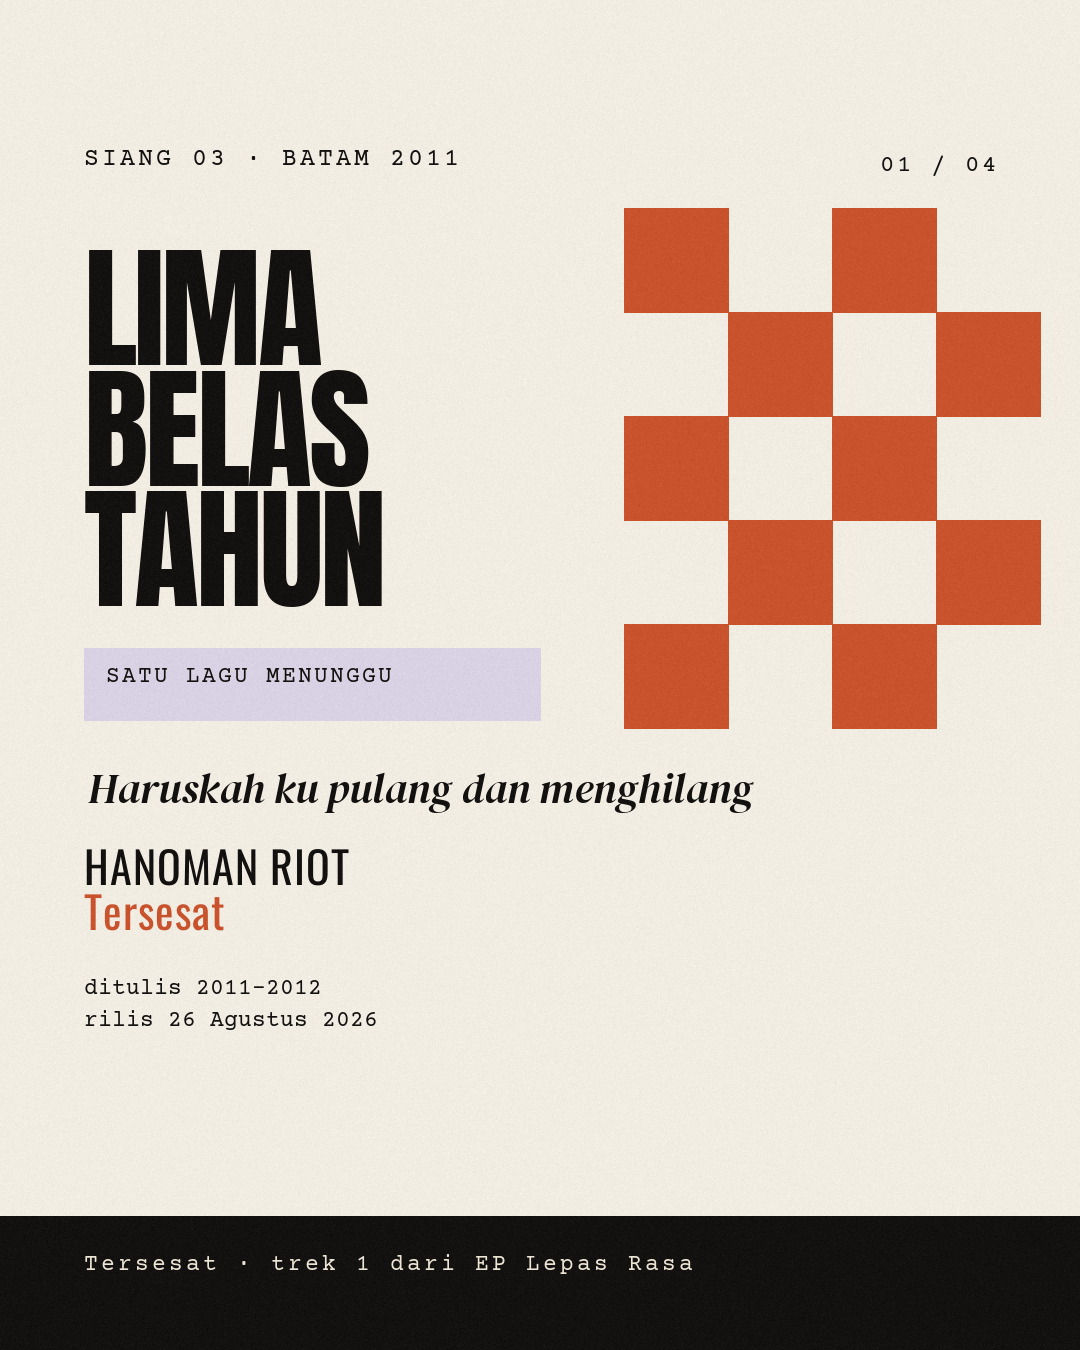 SIANG 03 · BATAM 2011
01 / 04
LIMA
BELAS
TAHUN
SATU LAGU MENUNGGU
Haruskah ku pulang dan menghilang
HANOMAN RIOT
Tersesat
ditulis 2011–2012
rilis 26 Agustus 2026
Tersesat · trek 1 dari EP Lepas Rasa